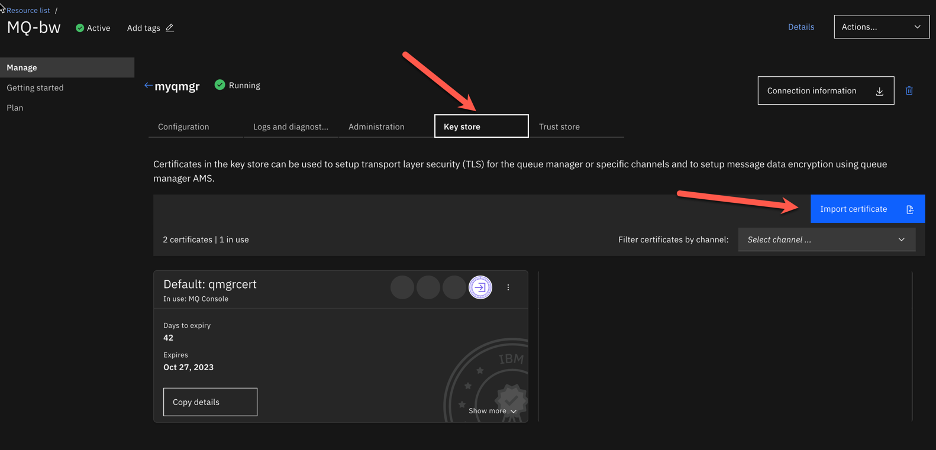 Resource list /
MQ-bw Active Add tags Details Actions...
Manage
Getting started
Plan
myqmgr Running Connection information
Configuration Logs and diagnost... Administration Key store Trust store
Certificates in the key store can be used to setup transport layer security (TLS) for the queue manager or specific channels and to setup message data encryption using queue
manager AMS.
Import certificate
2 certificates | 1 in use Filter certificates by channel: Select channel ...
Default: qmgrcert
In use: MQ Console
Days to expiry
42
Expires
Oct 27, 2023
IBM
Copy details
Show more